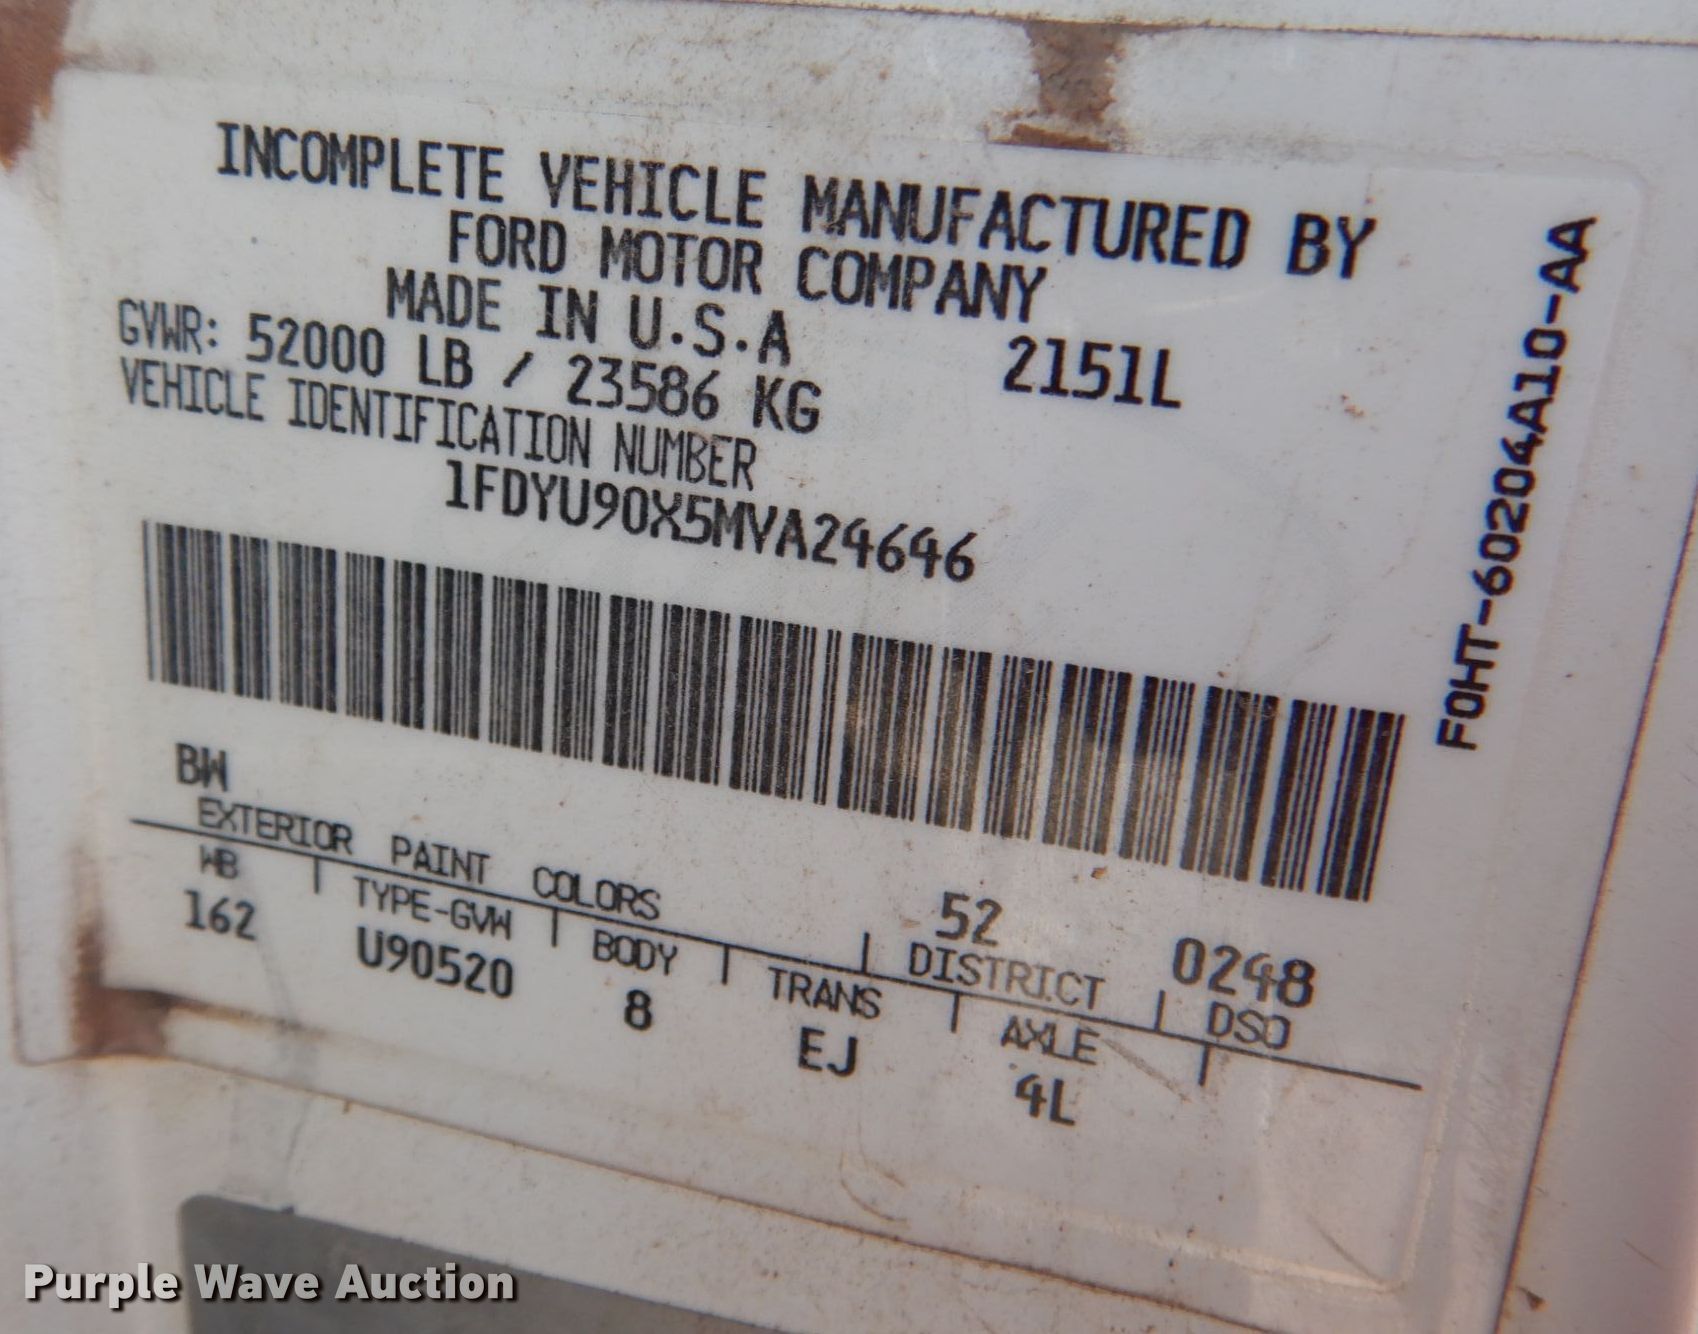 INCOMPLETE VEHICLE MANUFACTURED BY
FORD MOTOR COMPANY
MADE IN U.S.A
GVWR: 52000 LB / 23586 KG 2151L
VEHICLE IDENTIFICATION NUMBER
1FDYU90X5MVA24646
F0HT-60204A10-AA
BW 52 0248
EXTERIOR PAINT COLORS DISTRICT DSO
WB TYPE-GVW BODY TRANS AXLE
162 U90520 8 EJ 4L
Purple Wave Auction